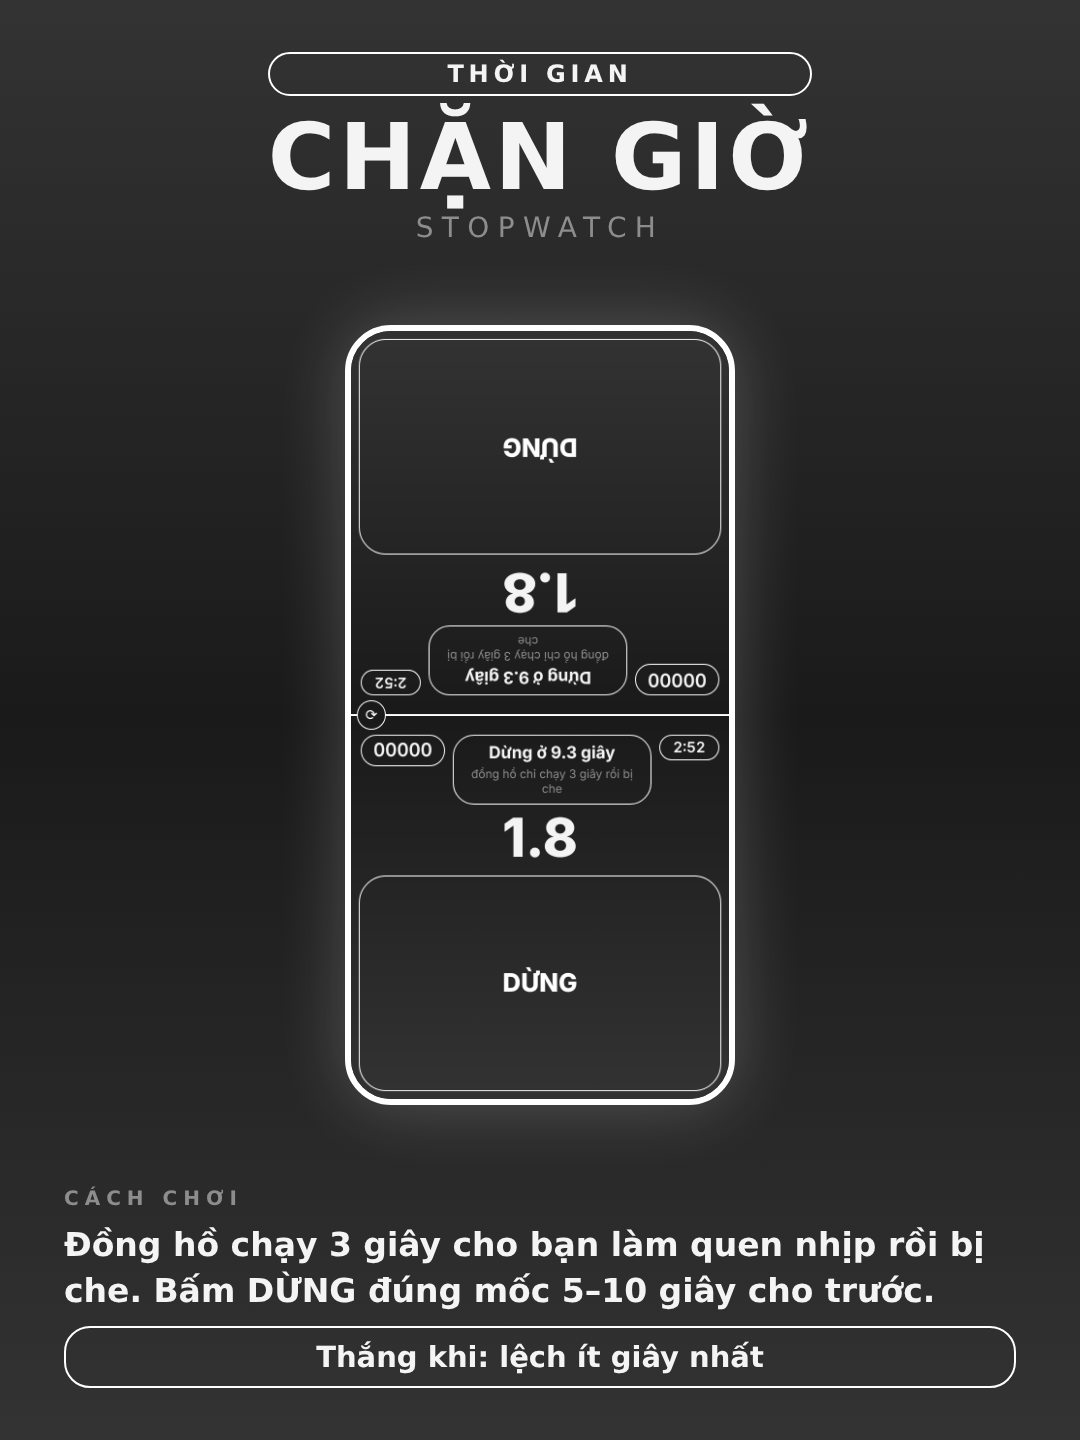 THỜI GIAN
CHẶN GIỜ
STOPWATCH
DỪNG
1.8
che
đồng hồ chỉ chạy 3 giây rồi bị
Dừng ở 9.3 giây
2:52
00000
⟳
00000
Dừng ở 9.3 giây
2:52
đồng hồ chỉ chạy 3 giây rồi bị
che
1.8
DỪNG
CÁCH CHƠI
Đồng hồ chạy 3 giây cho bạn làm quen nhịp rồi bị
che. Bấm DỪNG đúng mốc 5–10 giây cho trước.
Thắng khi: lệch ít giây nhất